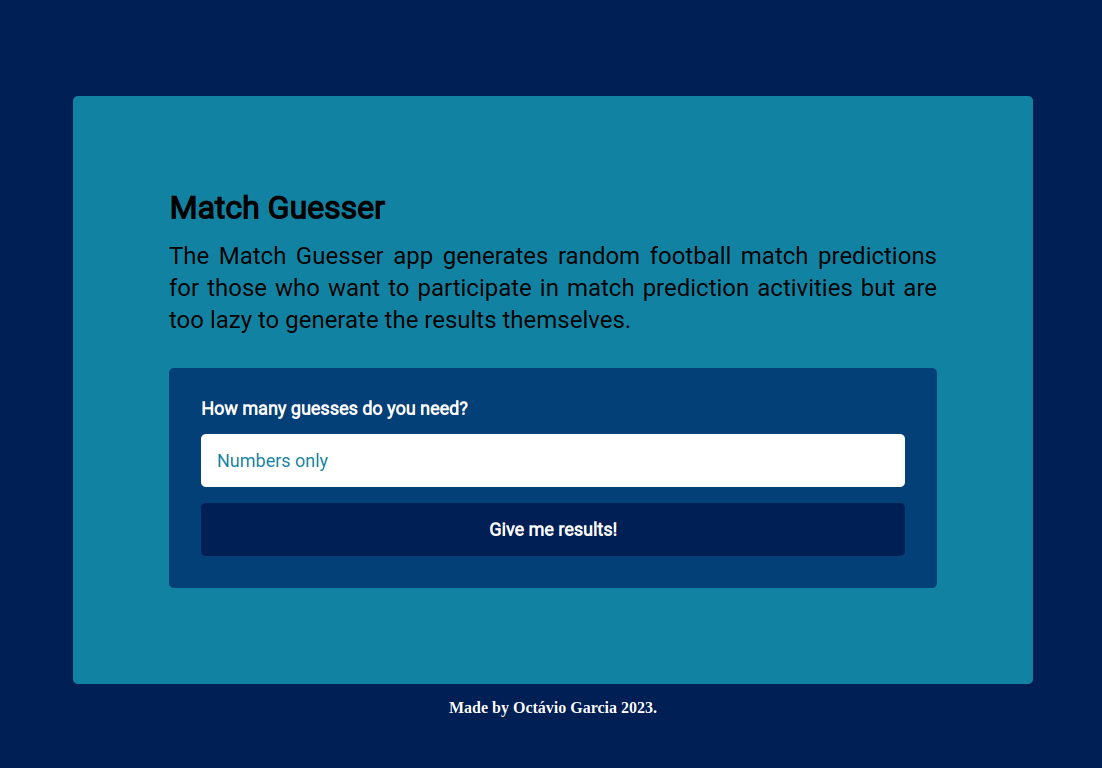 Match Guesser
The Match Guesser app generates random football match predictions
for those who want to participate in match prediction activities but are
too lazy to generate the results themselves.
How many guesses do you need?
Numbers only
Give me results!
Made by Octávio Garcia 2023.